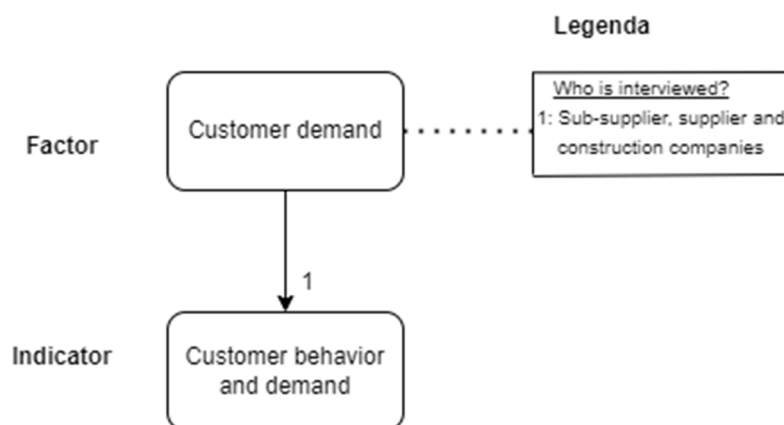 Legenda
Who is interviewed?
1: Sub-supplier, supplier and
construction companies
Factor
Customer demand
1
Indicator
Customer behavior
and demand